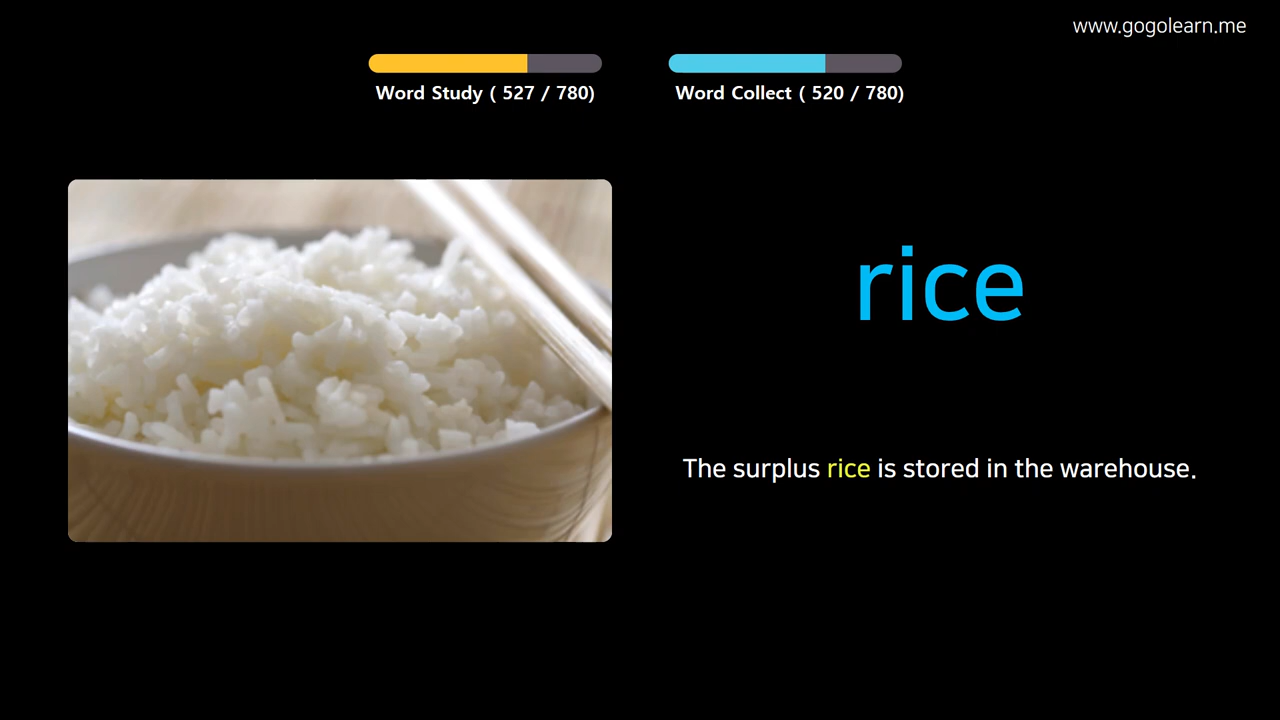 www.gogolearn.me
Word Study ( 527 / 780)
Word Collect ( 520 / 780)
rice
The surplus rice is stored in the warehouse.